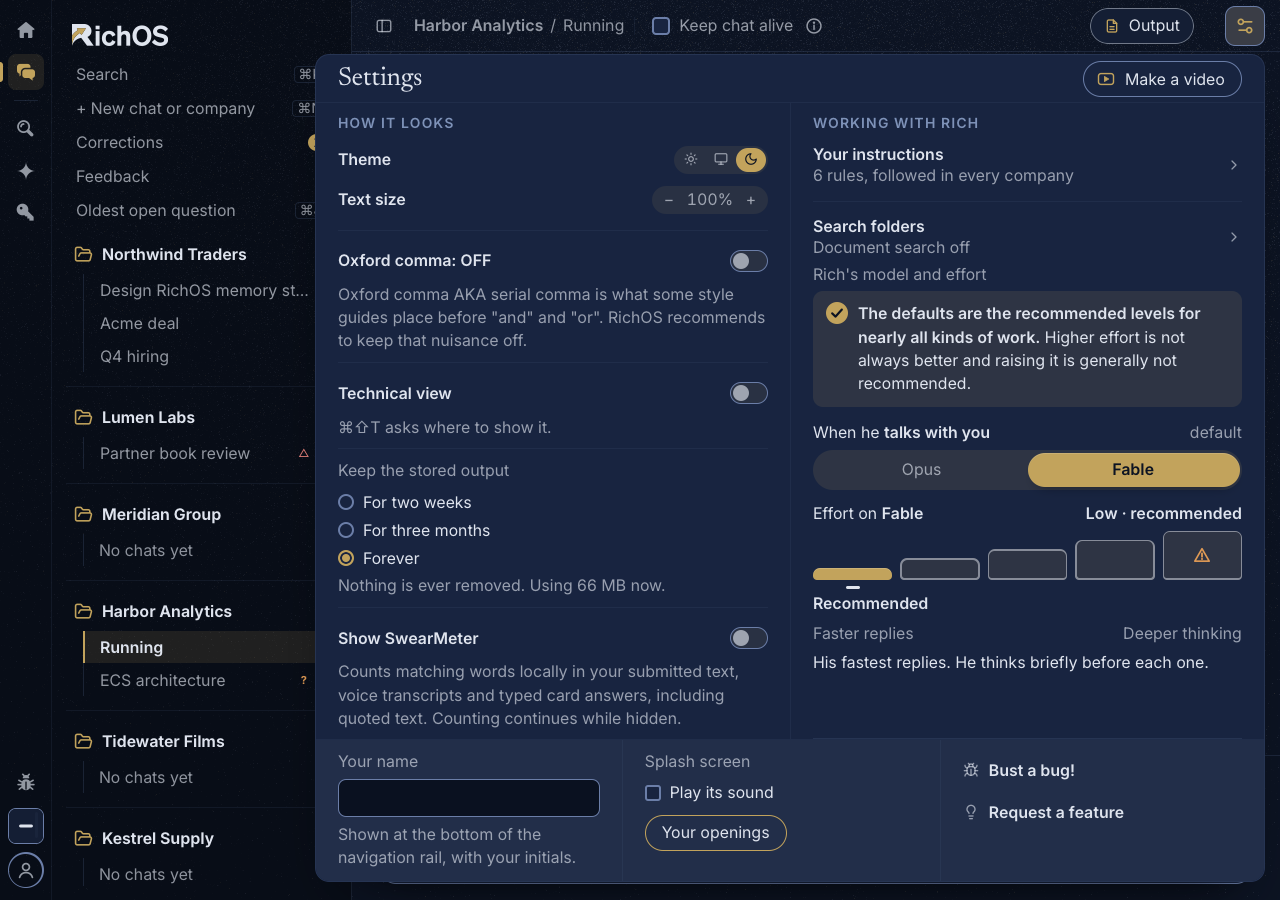 RichOS
Search
+ New chat or company
Corrections
Feedback
Oldest open question
Northwind Traders
Design RichOS memory st...
Acme deal
Q4 hiring
Lumen Labs
Partner book review
Meridian Group
No chats yet
Harbor Analytics
Running
ECS architecture ?
Tidewater Films
No chats yet
Kestrel Supply
No chats yet
Harbor Analytics / Running
Keep chat alive
Output
Settings
Make a video
HOW IT LOOKS
Theme
Text size
− 100% +
Oxford comma: OFF
Oxford comma AKA serial comma is what some style
guides place before "and" and "or". RichOS recommends
to keep that nuisance off.
Technical view
⌘⇧T asks where to show it.
Keep the stored output
For two weeks
For three months
Forever
Nothing is ever removed. Using 66 MB now.
Show SwearMeter
Counts matching words locally in your submitted text,
voice transcripts and typed card answers, including
quoted text. Counting continues while hidden.
WORKING WITH RICH
Your instructions
6 rules, followed in every company
Search folders
Document search off
Rich's model and effort
The defaults are the recommended levels for
nearly all kinds of work. Higher effort is not
always better and raising it is generally not
recommended.
When he talks with you default
Opus Fable
Effort on Fable Low · recommended
Recommended
Faster replies Deeper thinking
His fastest replies. He thinks briefly before each one.
Your name
Shown at the bottom of the
navigation rail, with your initials.
Splash screen
Play its sound
Your openings
Bust a bug!
Request a feature